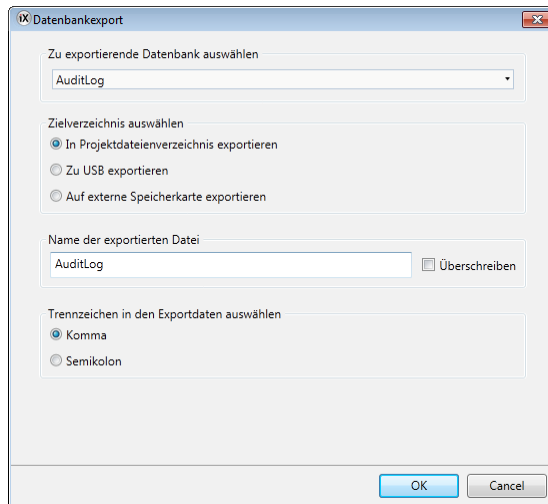 iX Datenbankexport
Zu exportierende Datenbank auswählen
AuditLog
Zielverzeichnis auswählen
In Projektdateienverzeichnis exportieren
Zu USB exportieren
Auf externe Speicherkarte exportieren
Name der exportierten Datei
AuditLog Überschreiben
Trennzeichen in den Exportdaten auswählen
Komma
Semikolon
OK Cancel